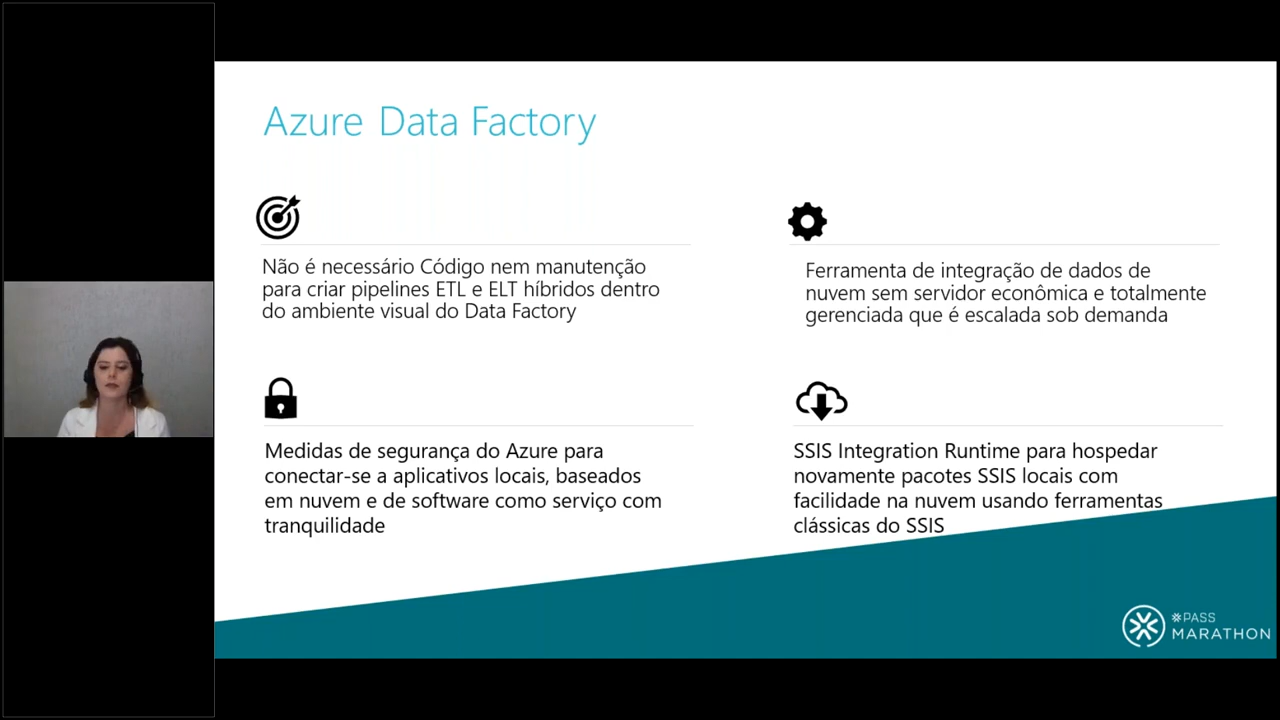 Azure Data Factory
Não é necessário Código nem manutenção
para criar pipelines ETL e ELT híbridos dentro
do ambiente visual do Data Factory
Ferramenta de integração de dados de
nuvem sem servidor econômica e totalmente
gerenciada que é escalada sob demanda
Medidas de segurança do Azure para
conectar-se a aplicativos locais, baseados
em nuvem e de software como serviço com
tranquilidade
SSIS Integration Runtime para hospedar
novamente pacotes SSIS locais com
facilidade na nuvem usando ferramentas
clássicas do SSIS
PASS
MARATHON